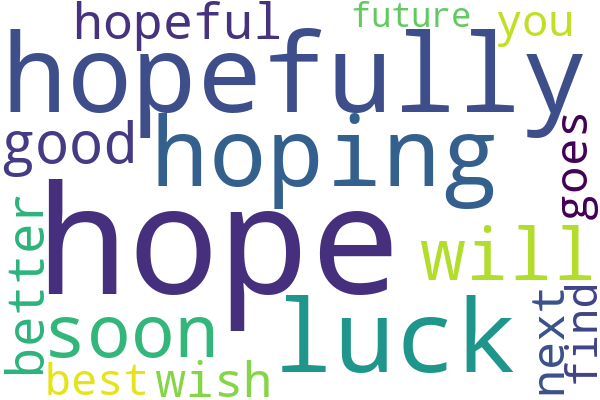 hopeful
future
you
hopefully
good
hoping
goes
better
hope
will
soon
luck
next
find
best
wish